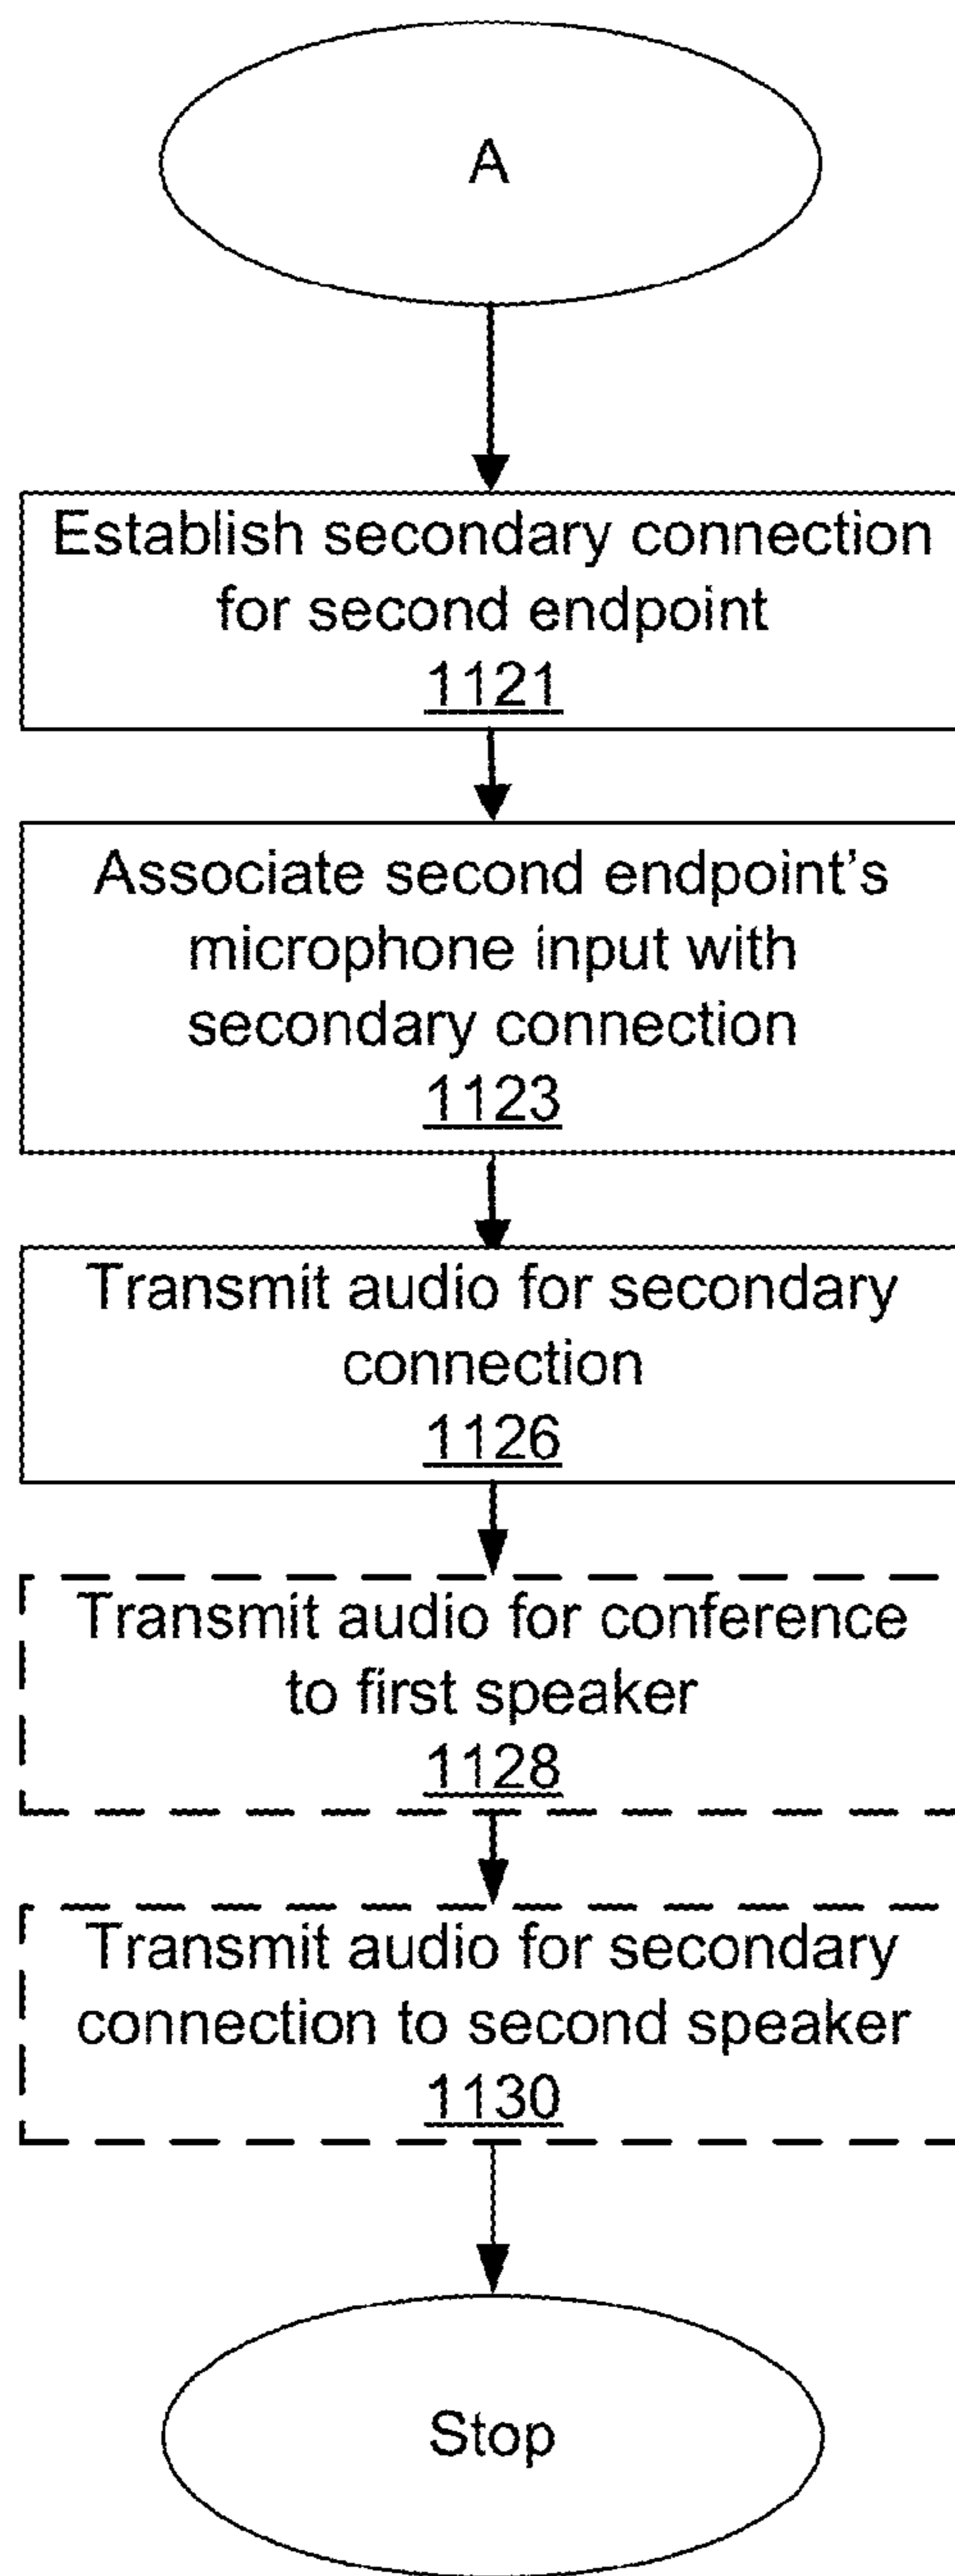 A
Establish secondary connection
for second endpoint
1121
Associate second endpoint's
microphone input with
secondary connection
1123
Transmit audio for secondary
connection
1126
Transmit audio for conference
to first speaker
1128
Transmit audio for secondary
connection to second speaker
1130
Stop